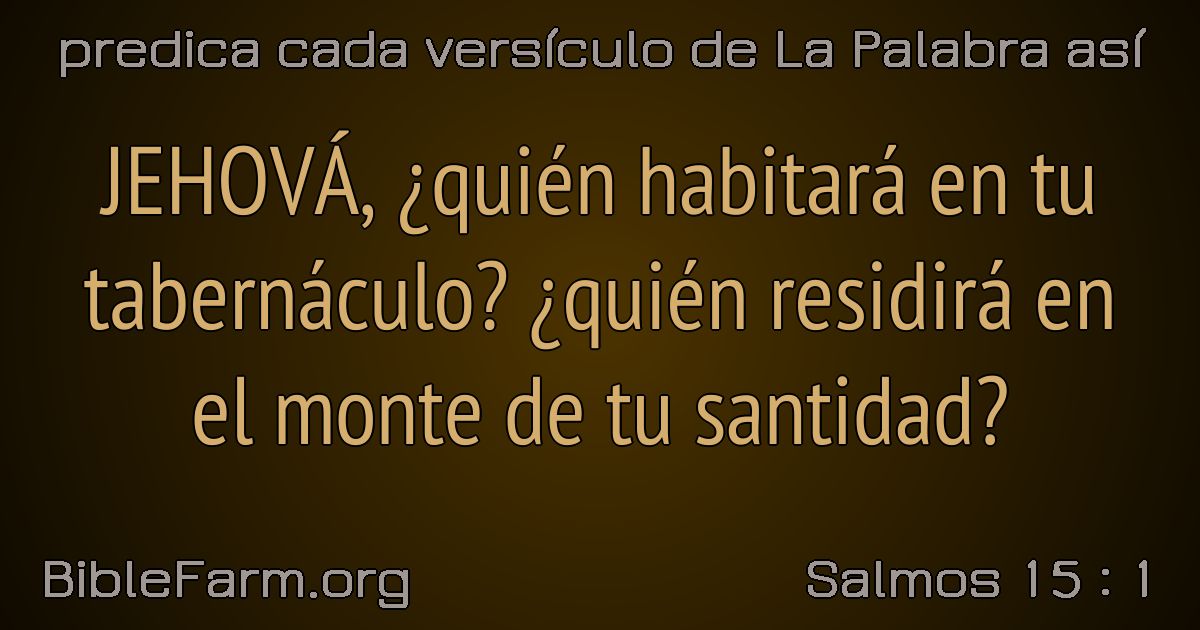 predica cada versículo de La Palabra así
JEHOVÁ, ¿quién habitará en tu
tabernáculo? ¿quién residirá en
el monte de tu santidad?
BibleFarm.org
Salmos 15 : 1